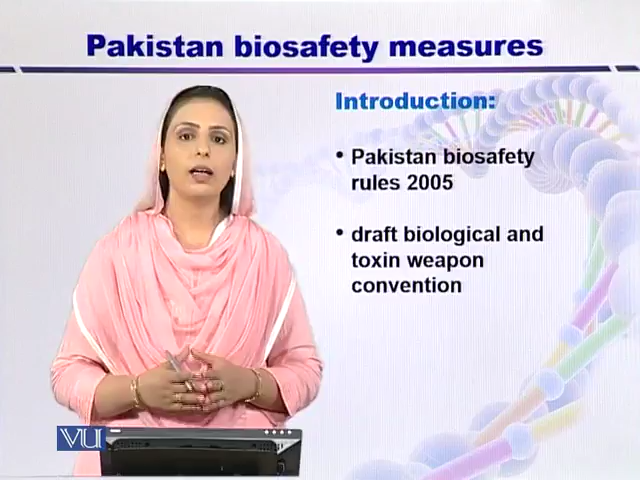 Pakistan biosafety measures
Introduction:
• Pakistan biosafety
rules 2005
• draft biological and
toxin weapon
convention
VU